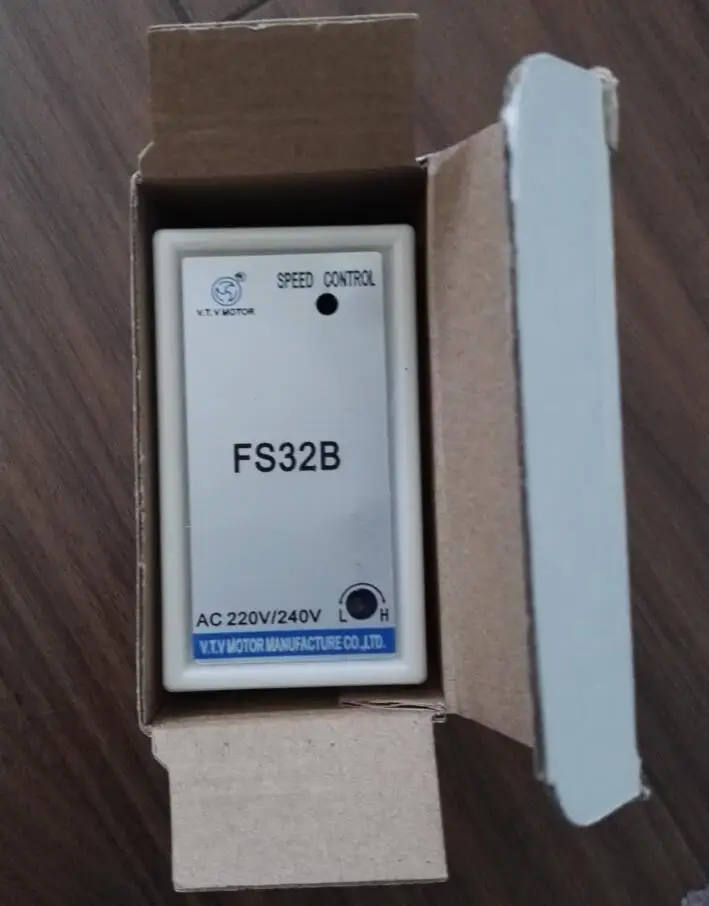 SPEED CONTROL
V.T.V MOTOR
FS32B
AC 220V/240V
L H
V.T.V MOTOR MANUFACTURE CO.,LTD.